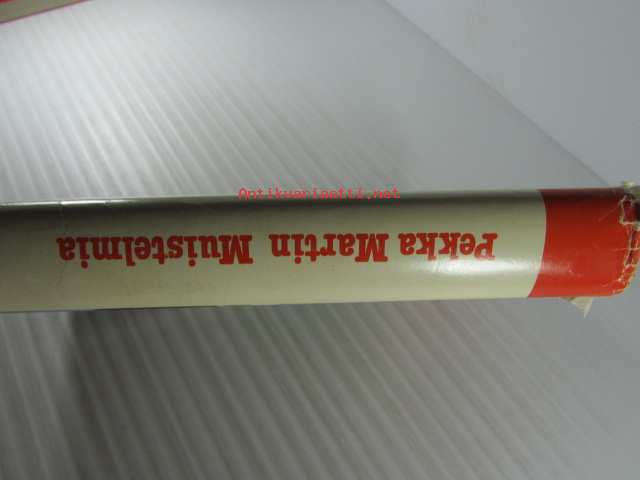 Antikvariaatti.net
Pekka Martin Muistelmia